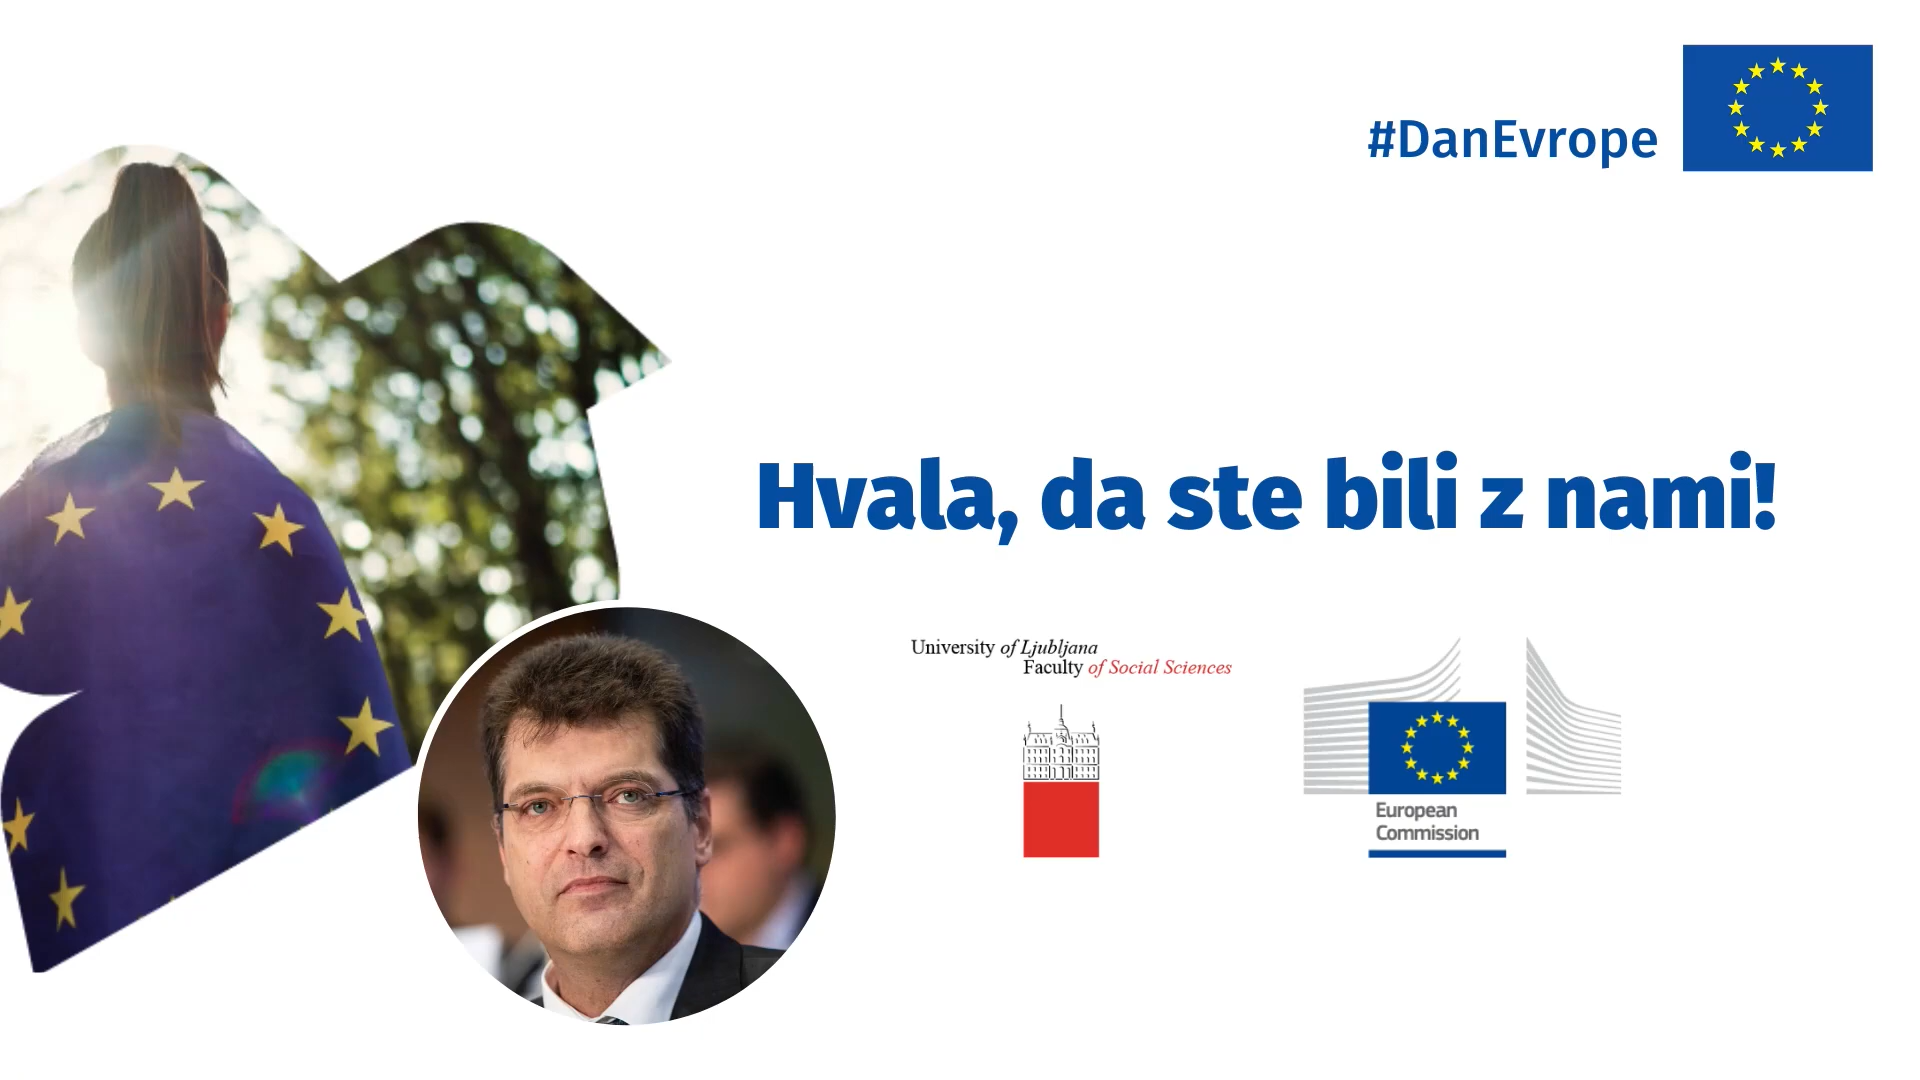 #DanEvrope
Hvala, da ste bili z nami!
University of Ljubljana
Faculty of Social Sciences
European
Commission